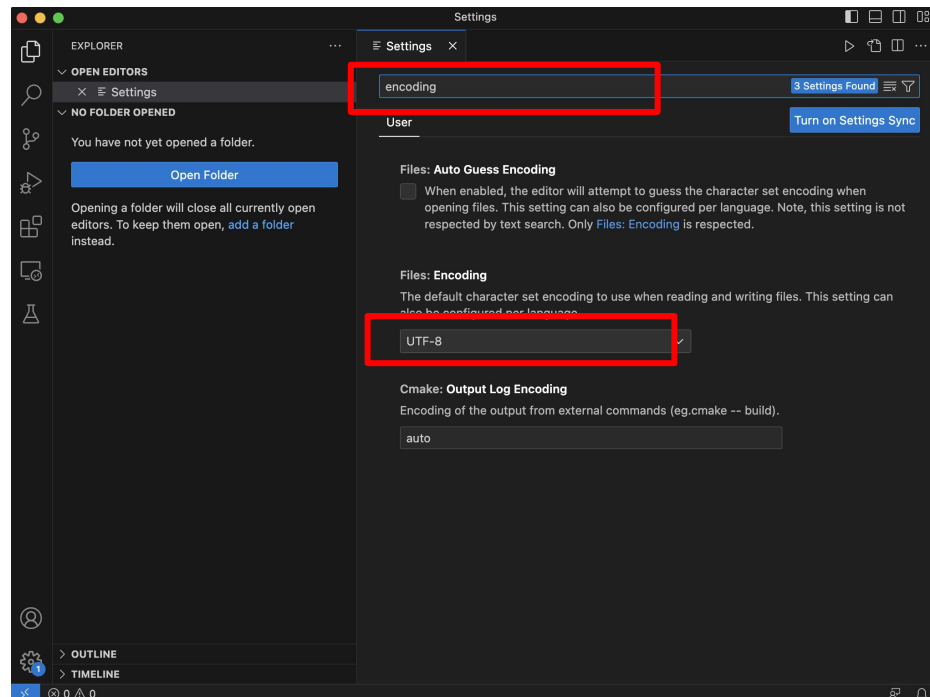 Settings
EXPLORER
OPEN EDITORS
Settings
NO FOLDER OPENED
You have not yet opened a folder.
Open Folder
Opening a folder will close all currently open
editors. To keep them open, add a folder
instead.
OUTLINE
TIMELINE
1
0 0
Settings
encoding
3 Settings Found
User
Turn on Settings Sync
Files: Auto Guess Encoding
When enabled, the editor will attempt to guess the character set encoding when
opening files. This setting can also be configured per language. Note, this setting is not
respected by text search. Only Files: Encoding is respected.
Files: Encoding
The default character set encoding to use when reading and writing files. This setting can
also be configured per language.
UTF-8
Cmake: Output Log Encoding
Encoding of the output from external commands (eg.cmake -- build).
auto